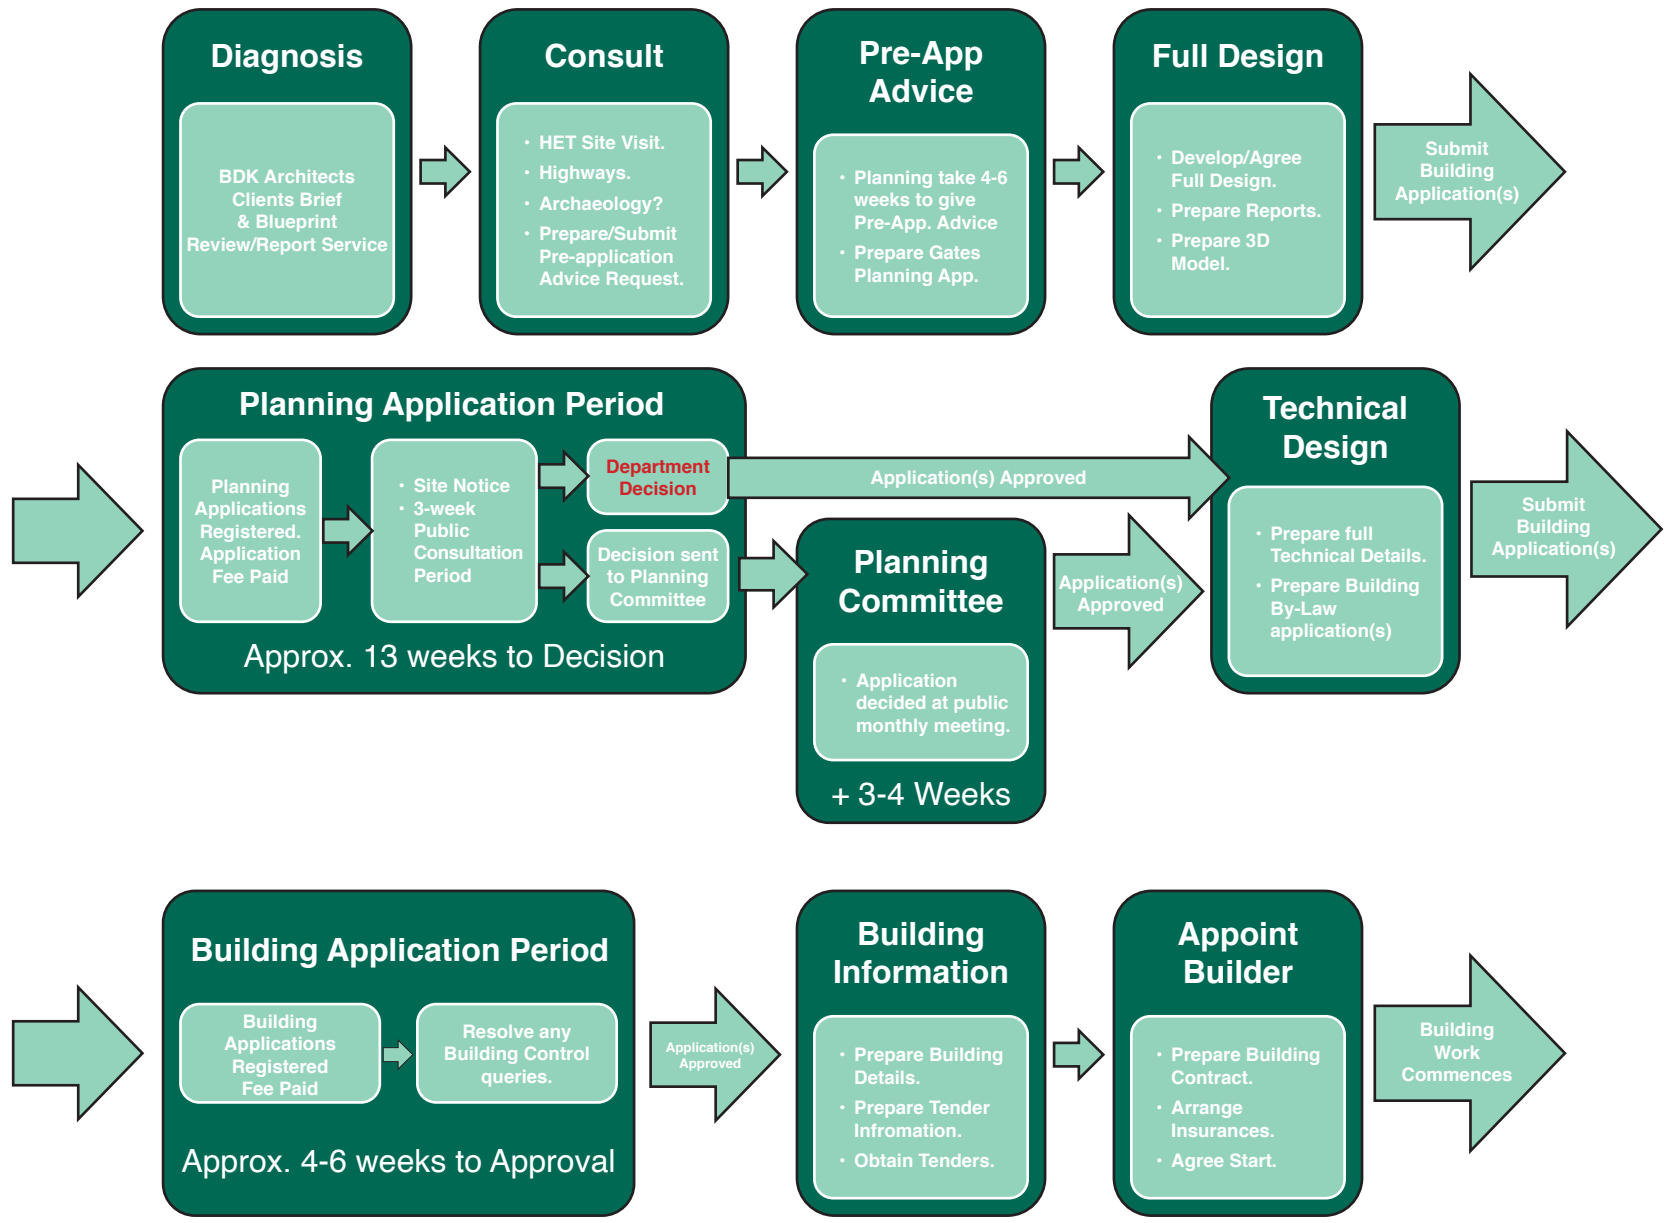 Diagnosis
BDK Architects
Clients Brief
& Blueprint
Review/Report Service
Consult
• HET Site Visit.
• Highways.
• Archaeology?
• Prepare/Submit
Pre-application
Advice Request.
Pre-App
Advice
• Planning take 4-6
weeks to give
Pre-App. Advice
• Prepare Gates
Planning App.
Full Design
• Develop/Agree
Full Design.
• Prepare Reports.
• Prepare 3D
Model.
Submit
Building
Application(s)
Planning Application Period
Planning
Applications
Registered.
Application
Fee Paid
• Site Notice
• 3-week
Public
Consultation
Period
Department
Decision
Decision sent
to Planning
Committee
Approx. 13 weeks to Decision
Application(s) Approved
Planning
Committee
• Application
decided at public
monthly meeting.
+ 3-4 Weeks
Application(s)
Approved
Technical
Design
• Prepare full
Technical Details.
• Prepare Building
By-Law
application(s)
Submit
Building
Application(s)
Building Application Period
Building
Applications
Registered
Fee Paid
Resolve any
Building Control
queries.
Approx. 4-6 weeks to Approval
Application(s)
Approved
Building
Information
• Prepare Building
Details.
• Prepare Tender
Infromation.
• Obtain Tenders.
Appoint
Builder
• Prepare Building
Contract.
• Arrange
Insurances.
• Agree Start.
Building
Work
Commences